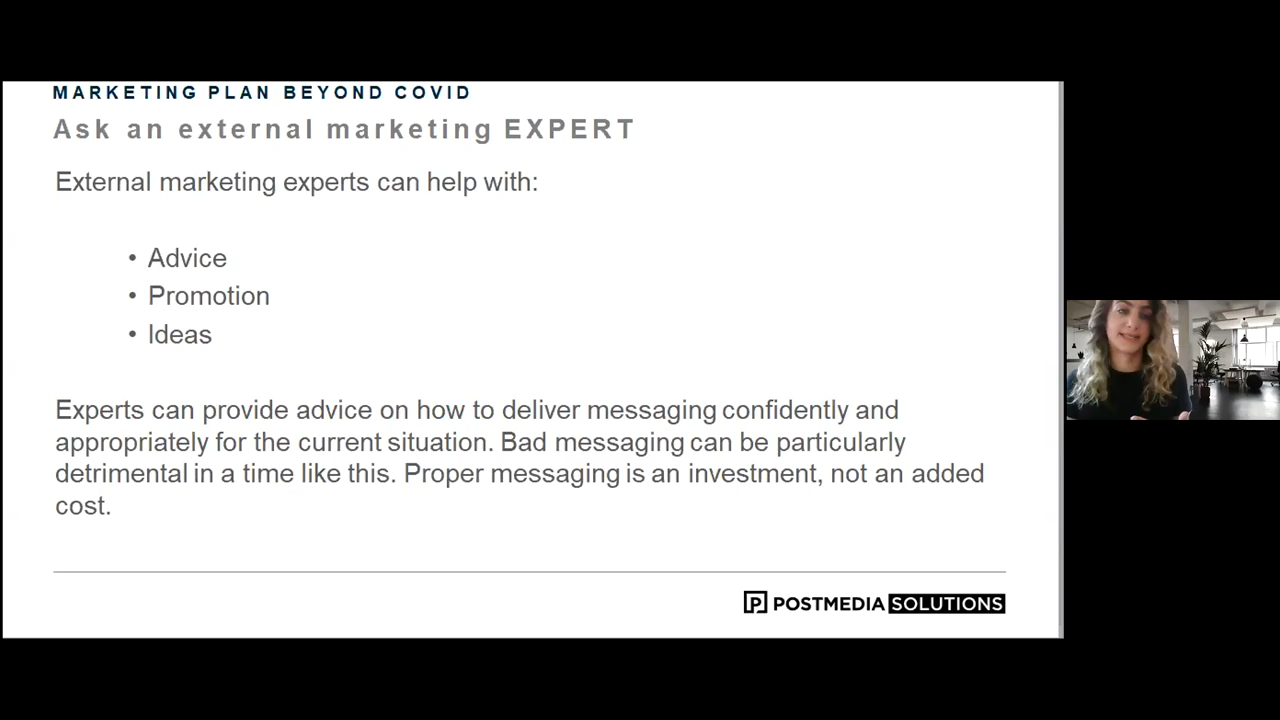 MARKETING PLAN BEYOND COVID
Ask an external marketing EXPERT
External marketing experts can help with:
• Advice
• Promotion
• Ideas
Experts can provide advice on how to deliver messaging confidently and
appropriately for the current situation. Bad messaging can be particularly
detrimental in a time like this. Proper messaging is an investment, not an added
cost.
P POSTMEDIA SOLUTIONS